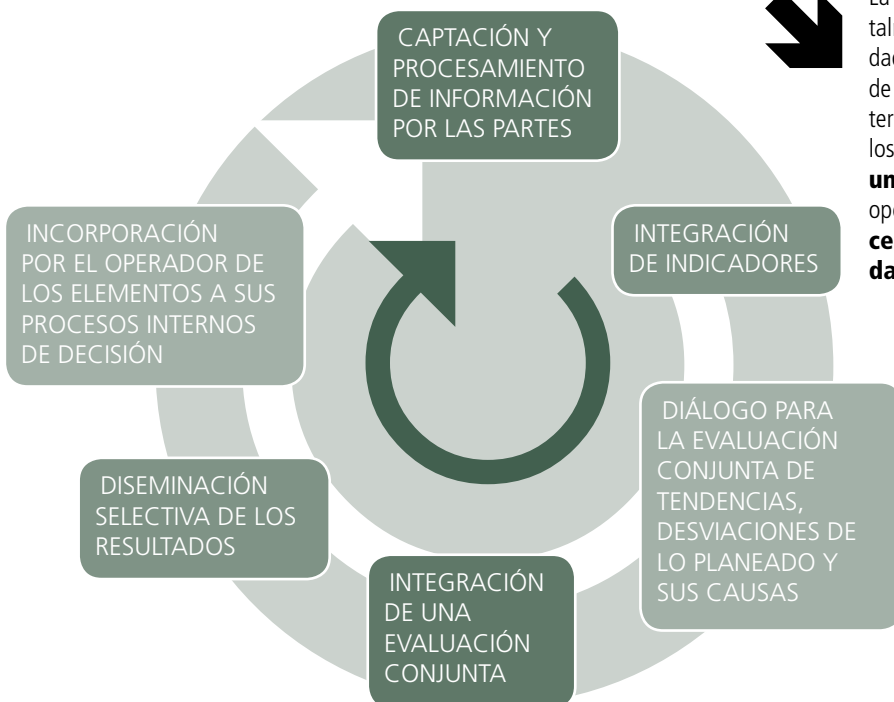 CAPTACIÓN Y
PROCESAMIENTO
DE INFORMACIÓN
POR LAS PARTES
INTEGRACIÓN
DE INDICADORES
DIÁLOGO PARA
LA EVALUACIÓN
CONJUNTA DE
TENDENCIAS,
DESVIACIONES DE
LO PLANEADO Y
SUS CAUSAS
INTEGRACIÓN
DE UNA
EVALUACIÓN
CONJUNTA
DISEMINACIÓN
SELECTIVA DE LOS
RESULTADOS
INCORPORACIÓN
POR EL OPERADOR DE
LOS ELEMENTOS A SUS
PROCESOS INTERNOS
DE DECISIÓN
de
los